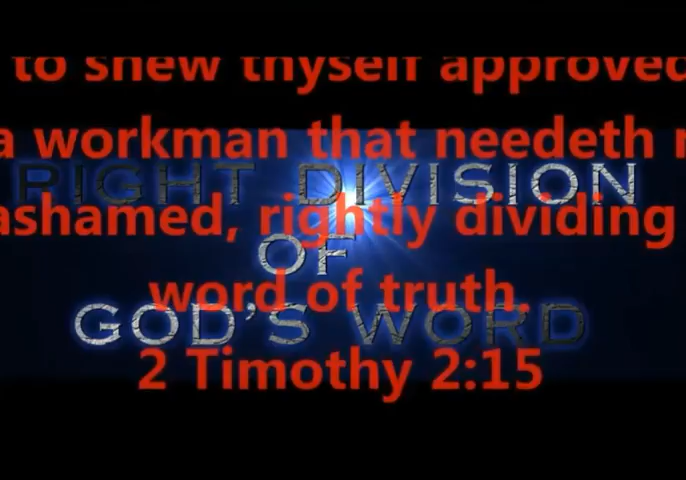 to shew thyself approved
a workman that needeth
RIGHT DIVISION
ashamed, rightly dividing
OF
word of truth.
GOD'S WORD
2 Timothy 2:15